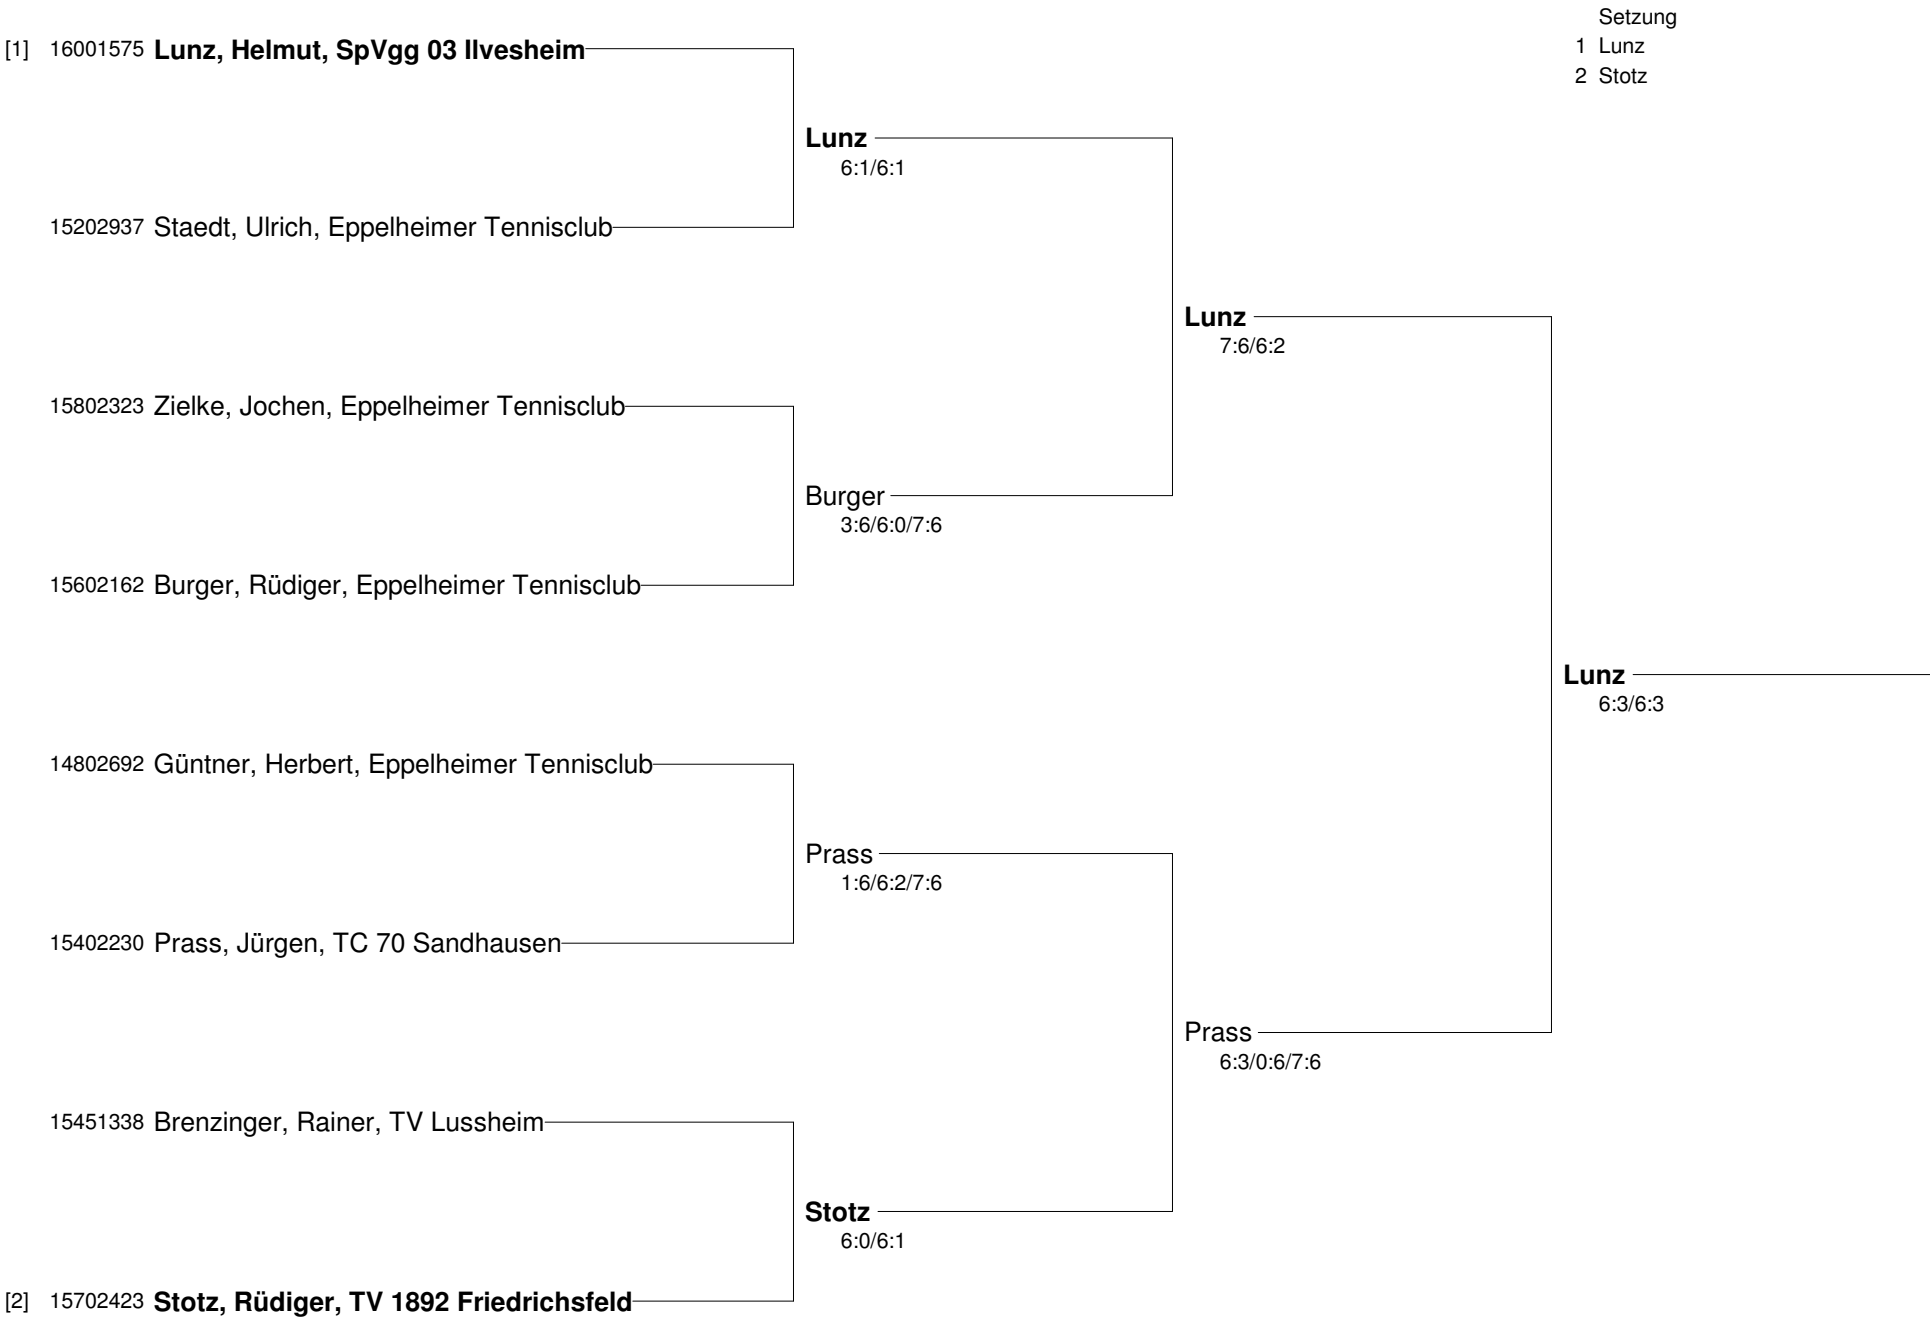 Setzung
1 Lunz
2 Stotz
[1] 16001575 Lunz, Helmut, SpVgg 03 Ilvesheim
Lunz
6:1/6:1
15202937 Staedt, Ulrich, Eppelheimer Tennisclub
Lunz
7:6/6:2
15802323 Zielke, Jochen, Eppelheimer Tennisclub
Burger
3:6/6:0/7:6
15602162 Burger, Rüdiger, Eppelheimer Tennisclub
Lunz
6:3/6:3
14802692 Güntner, Herbert, Eppelheimer Tennisclub
Prass
1:6/6:2/7:6
15402230 Prass, Jürgen, TC 70 Sandhausen
Prass
6:3/0:6/7:6
15451338 Brenzinger, Rainer, TV Lussheim
Stotz
6:0/6:1
[2] 15702423 Stotz, Rüdiger, TV 1892 Friedrichsfeld